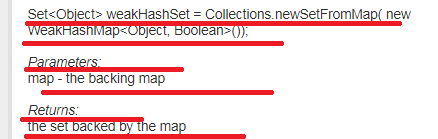 Set<Object> weakHashSet = Collections.newSetFromMap( new
WeakHashMap<Object, Boolean>());
Parameters:
map - the backing map
Returns:
the set backed by the map